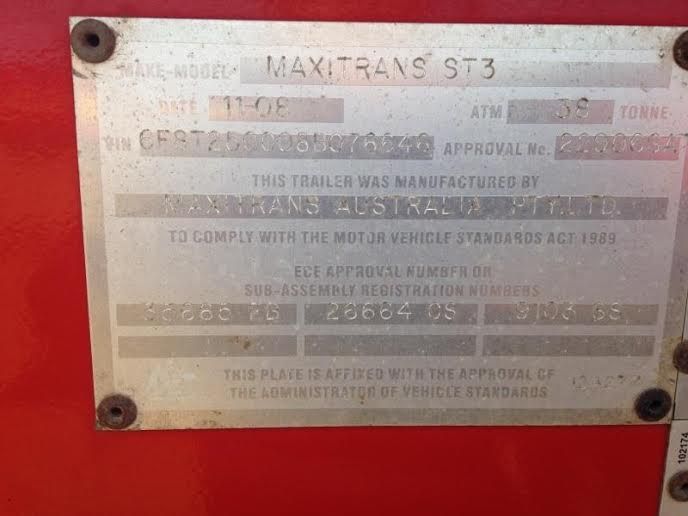 MAKE-MODEL MAXITRANS ST3
DATE 11-08 ATM 38 TONNE
VIN APPROVAL No.
THIS TRAILER WAS MANUFACTURED BY
MAXITRANS AUSTRALIA PTY.LTD.
TO COMPLY WITH THE MOTOR VEHICLE STANDARDS ACT 1989
ECE APPROVAL NUMBER OR
SUB-ASSEMBLY REGISTRATION NUMBERS
26664 CS
THIS PLATE IS AFFIXED WITH THE APPROVAL OF
THE ADMINISTRATOR OF VEHICLE STANDARDS
102174